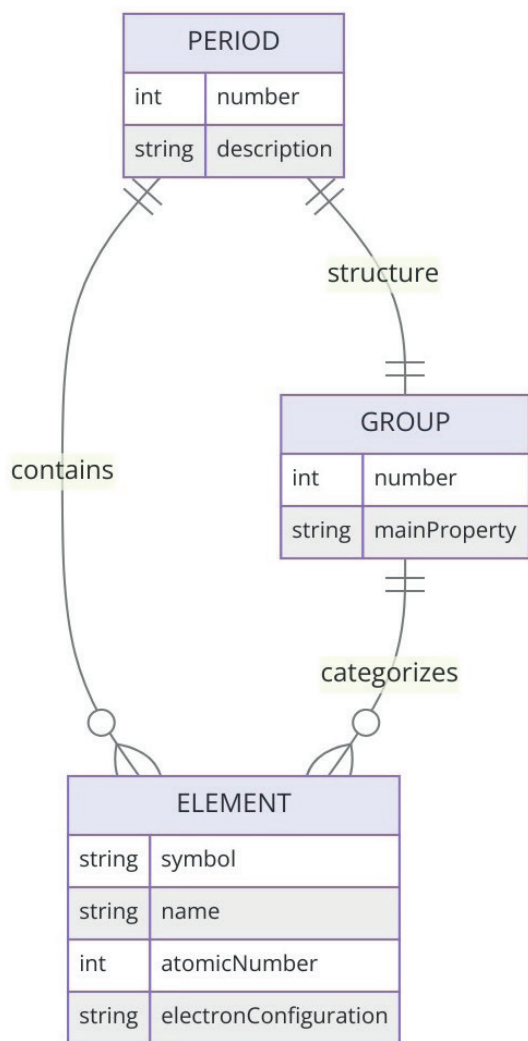 PERIOD
int number
string description
structure
GROUP
int number
string mainProperty
contains
categorizes
ELEMENT
string symbol
string name
int atomicNumber
string electronConfiguration